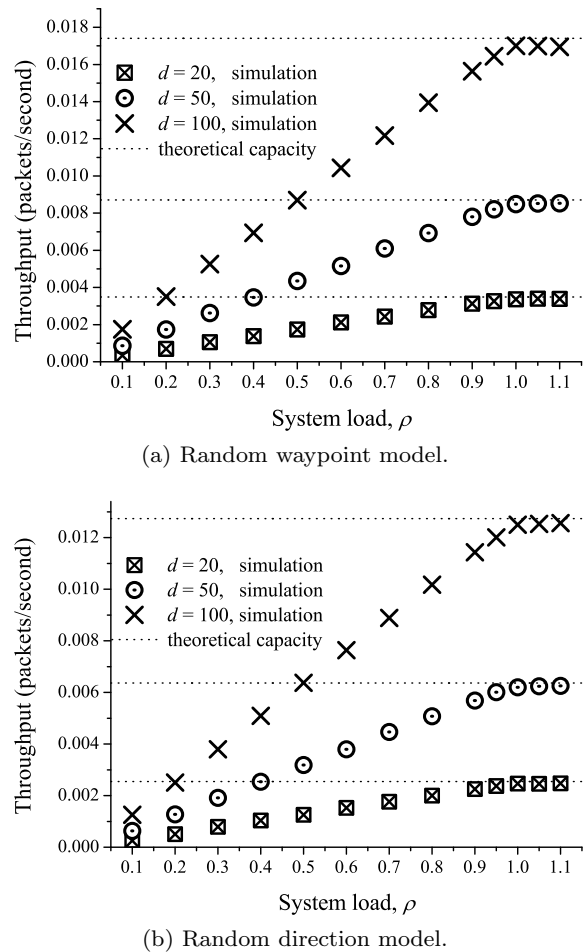 0.018
0.016
0.014
0.012
0.010
0.008
0.006
0.004
0.002
0.000
Throughput (packets/second)
d = 20, simulation
d = 50, simulation
d = 100, simulation
theoretical capacity
0.1 0.2 0.3 0.4 0.5 0.6 0.7 0.8 0.9 1.0 1.1
System load, ρ
(a) Random waypoint model.
0.012
0.010
0.008
0.006
0.004
0.002
0.000
Throughput (packets/second)
d = 20, simulation
d = 50, simulation
d = 100, simulation
theoretical capacity
0.1 0.2 0.3 0.4 0.5 0.6 0.7 0.8 0.9 1.0 1.1
System load, ρ
(b) Random direction model.